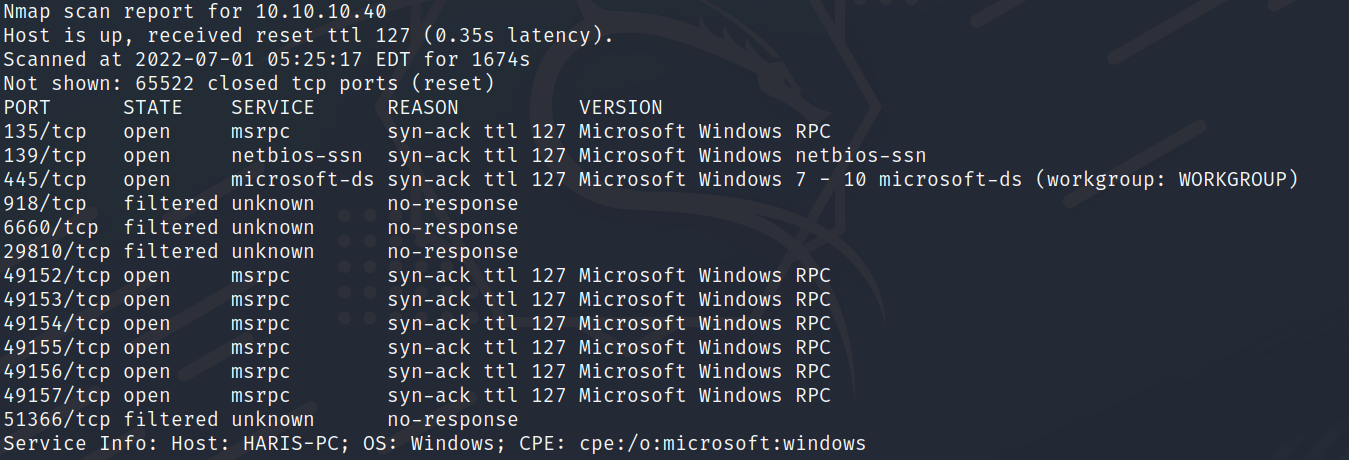 Nmap scan report for 10.10.10.40
Host is up, received reset ttl 127 (0.35s latency).
Scanned at 2022-07-01 05:25:17 EDT for 1674s
Not shown: 65522 closed tcp ports (reset)
PORT      STATE    SERVICE      REASON          VERSION
135/tcp   open     msrpc        syn-ack ttl 127 Microsoft Windows RPC
139/tcp   open     netbios-ssn  syn-ack ttl 127 Microsoft Windows netbios-ssn
445/tcp   open     microsoft-ds syn-ack ttl 127 Microsoft Windows 7 - 10 microsoft-ds (workgroup: WORKGROUP)
918/tcp   filtered unknown      no-response
6660/tcp  filtered unknown      no-response
29810/tcp filtered unknown      no-response
49152/tcp open     msrpc        syn-ack ttl 127 Microsoft Windows RPC
49153/tcp open     msrpc        syn-ack ttl 127 Microsoft Windows RPC
49154/tcp open     msrpc        syn-ack ttl 127 Microsoft Windows RPC
49155/tcp open     msrpc        syn-ack ttl 127 Microsoft Windows RPC
49156/tcp open     msrpc        syn-ack ttl 127 Microsoft Windows RPC
49157/tcp open     msrpc        syn-ack ttl 127 Microsoft Windows RPC
51366/tcp filtered unknown      no-response
Service Info: Host: HARIS-PC; OS: Windows; CPE: cpe:/o:microsoft:windows